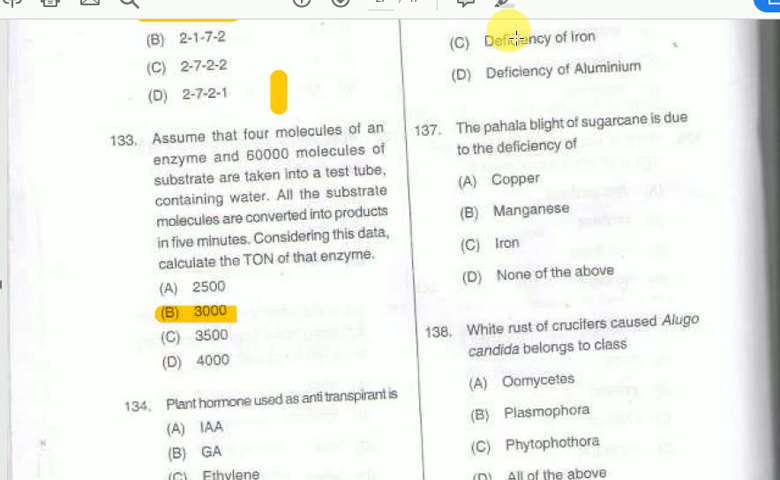 (B) 2-1-7-2
(C) 2-7-2-2
(D) 2-7-2-1
133. Assume that four molecules of an
enzyme and 60000 molecules of
substrate are taken into a test tube,
containing water. All the substrate
molecules are converted into products
in five minutes. Considering this data,
calculate the TON of that enzyme.
(A) 2500
(B) 3000
(C) 3500
(D) 4000
134. Plant hormone used as anti transpirant is
(A) IAA
(B) GA
(C) Ethylene
(C) Deficiency of Iron
(D) Deficiency of Aluminium
137. The pahala blight of sugarcane is due
to the deficiency of
(A) Copper
(B) Manganese
(C) Iron
(D) None of the above
138. White rust of crucifers caused Alugo
candida belongs to class
(A) Oomycetes
(B) Plasmophora
(C) Phytophothora
(D) All of the above